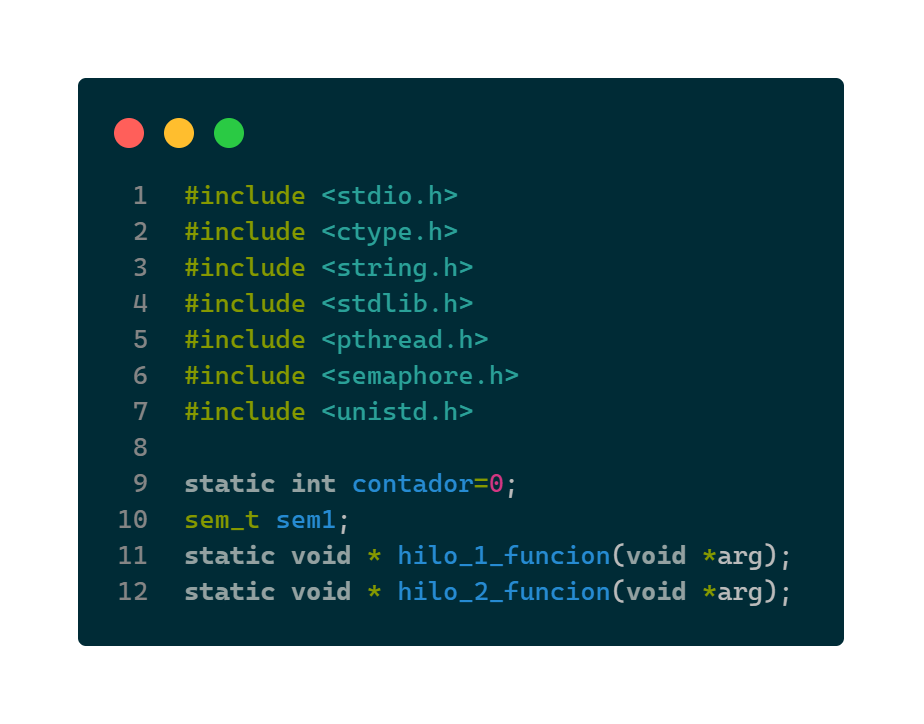 1 #include <stdio.h>
2 #include <ctype.h>
3 #include <string.h>
4 #include <stdlib.h>
5 #include <pthread.h>
6 #include <semaphore.h>
7 #include <unistd.h>
8
9 static int contador=0;
10 sem_t sem1;
11 static void * hilo_1_funcion(void *arg);
12 static void * hilo_2_funcion(void *arg);